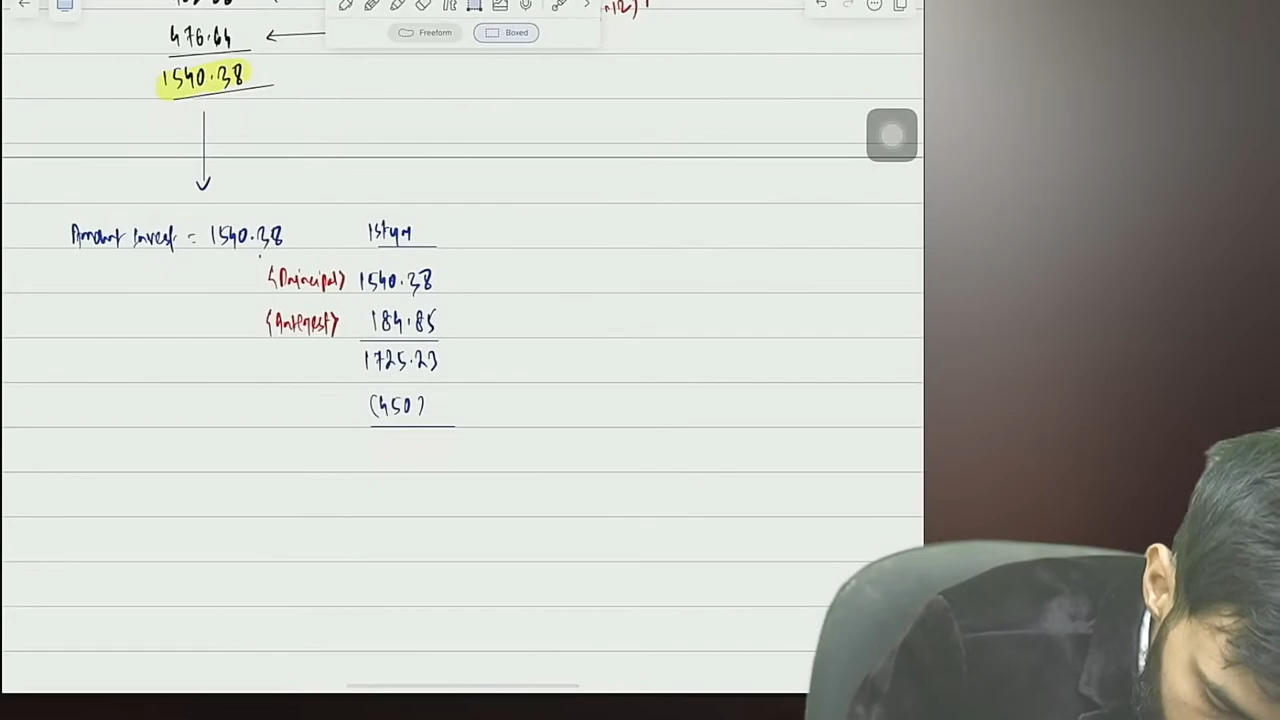 Freeform Boxed
476.64
1540.38
Amount invest = 1540.38 1st yr
{Principal} 1540.38
{Interest} 184.85
1725.23
(450)